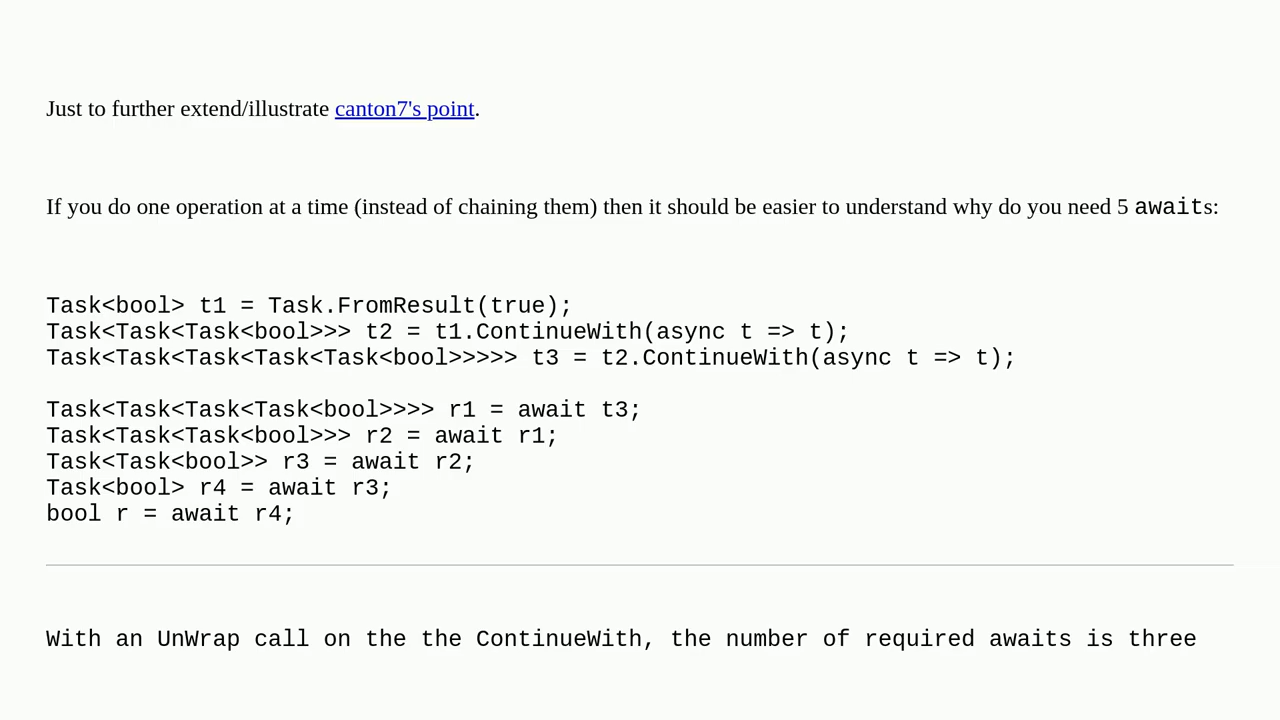 Just to further extend/illustrate canton7's point.
If you do one operation at a time (instead of chaining them) then it should be easier to understand why do you need 5 awaits:
Task<bool> t1 = Task.FromResult(true);
Task<Task<Task<bool>>> t2 = t1.ContinueWith(async t => t);
Task<Task<Task<Task<Task<bool>>>>> t3 = t2.ContinueWith(async t => t);
Task<Task<Task<Task<bool>>>> r1 = await t3;
Task<Task<Task<bool>>> r2 = await r1;
Task<Task<bool>> r3 = await r2;
Task<bool> r4 = await r3;
bool r = await r4;
With an UnWrap call on the the ContinueWith, the number of required awaits is three